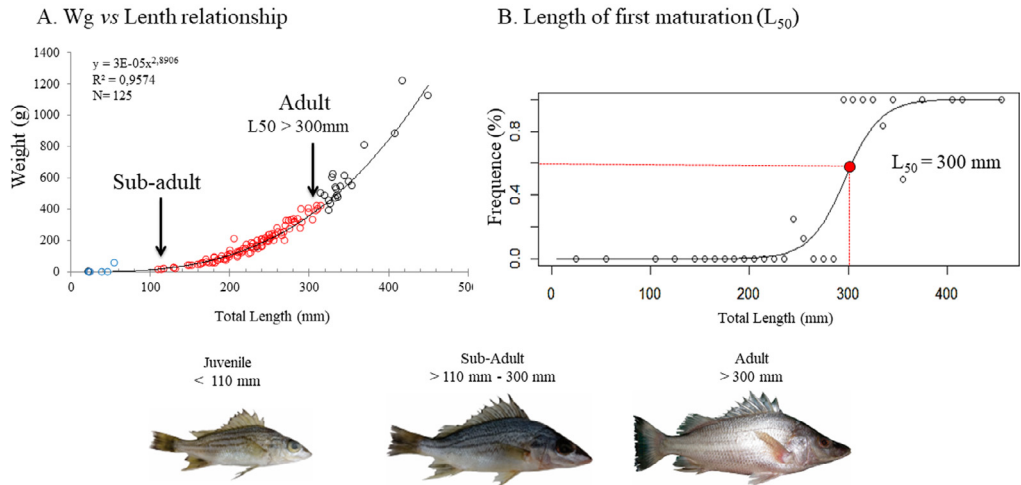 A. Wg vs Lenth relationship
1400
1200
1000
800
600
400
200
0
Weight (g)
y = 3E-05x^2,8906
R² = 0,9574
N= 125
Sub-adult
Adult
L50 > 300mm
0 100 200 300 400 500
Total Length (mm)
B. Length of first maturation (L50)
0.8
0.4
0.0
Frequence (%)
L50 = 300 mm
0 100 200 300 400
Total Length (mm)
Juvenile
< 110 mm
Sub-Adult
>110 mm - 300 mm
Adult
>300 mm